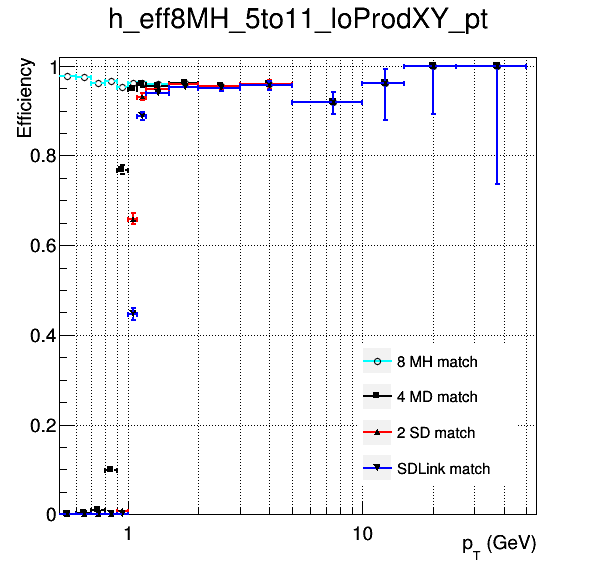 h_eff8MH_5to11_loProdXY_pt
Efficiency
1
0.8
0.6
0.4
0.2
0
8 MH match
4 MD match
2 SD match
SDLink match
1
10
p_T (GeV)